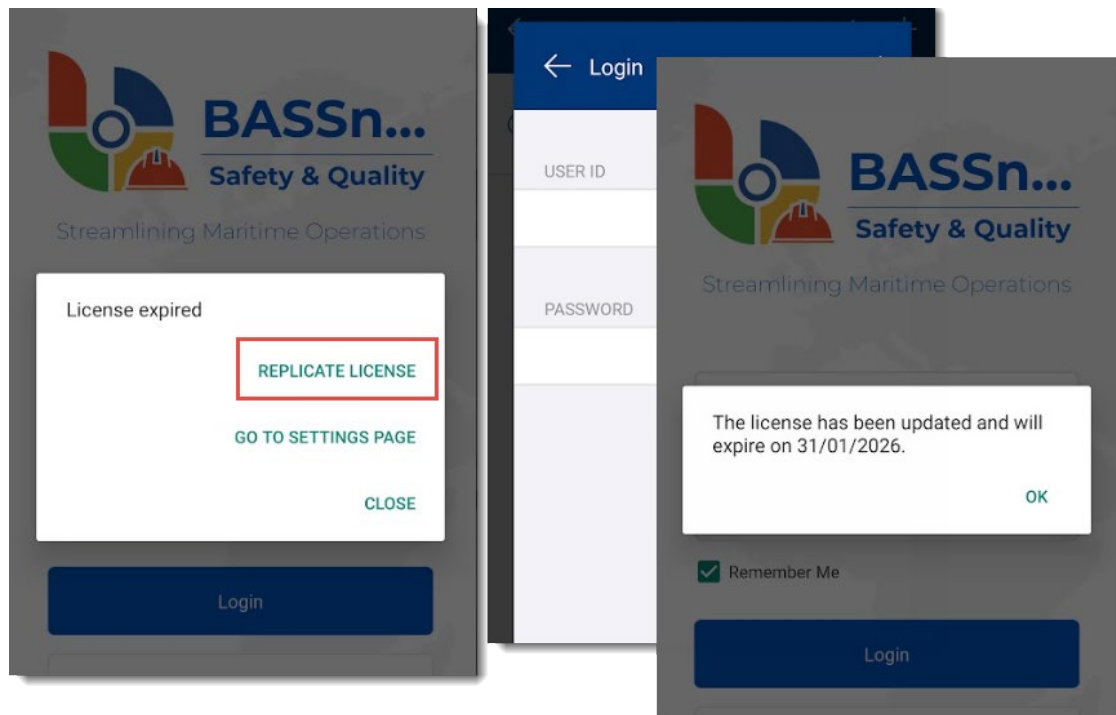 BASSn...
Safety & Quality
Streamlining Maritime Operations
License expired
REPLICATE LICENSE
GO TO SETTINGS PAGE
CLOSE
Login
Login
USER ID
PASSWORD
BASSn...
Safety & Quality
Streamlining Maritime Operations
The license has been updated and will
expire on 31/01/2026.
OK
Remember Me
Login